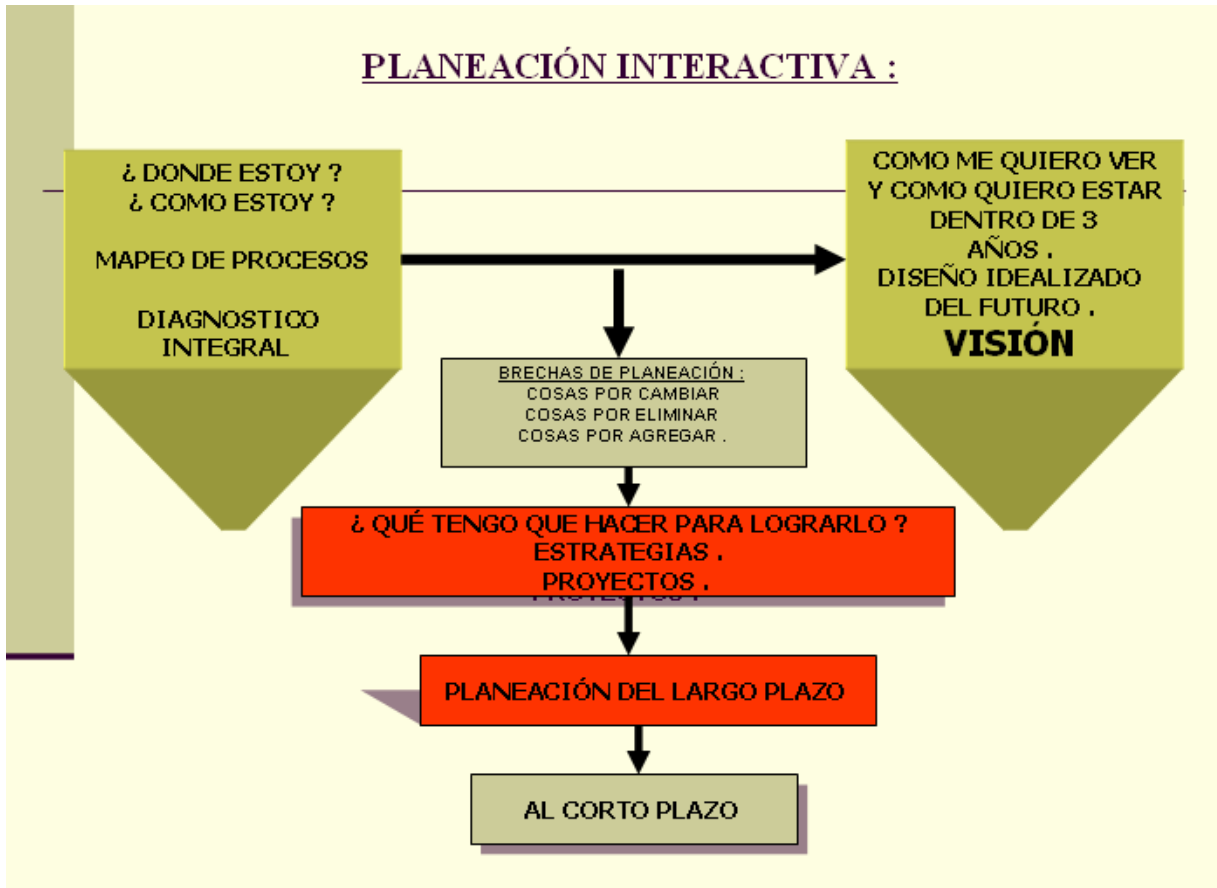 PLANEACIÓN INTERACTIVA :
¿ DONDE ESTOY ?
¿ COMO ESTOY ?
MAPEO DE PROCESOS
DIAGNOSTICO
INTEGRAL
COMO ME QUIERO VER
Y COMO QUIERO ESTAR
DENTRO DE 3
AÑOS .
DISEÑO IDEALIZADO
DEL FUTURO .
VISIÓN
BRECHAS DE PLANEACIÓN :
COSAS POR CAMBIAR
COSAS POR ELIMINAR
COSAS POR AGREGAR .
¿ QUÉ TENGO QUE HACER PARA LOGRARLO ?
ESTRATEGIAS .
PROYECTOS .
PLANEACIÓN DEL LARGO PLAZO
AL CORTO PLAZO